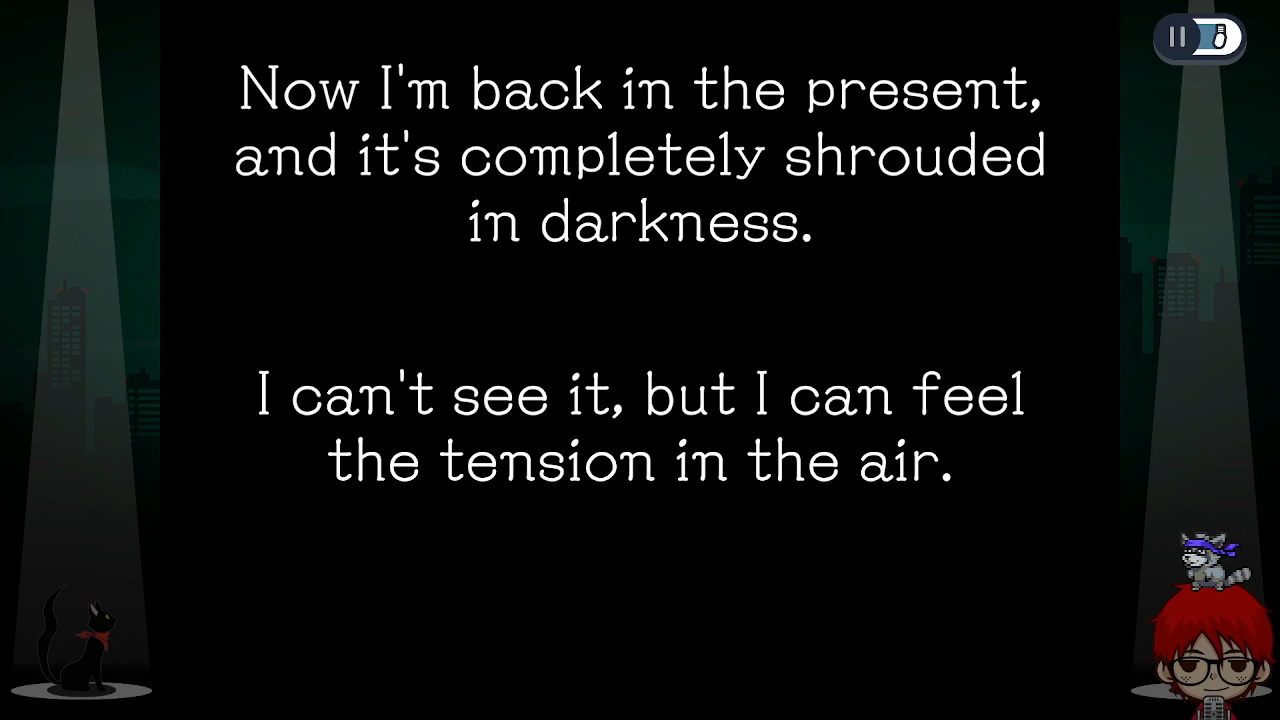 Now I'm back in the present,
and it's completely shrouded
in darkness.
I can't see it, but I can feel
the tension in the air.